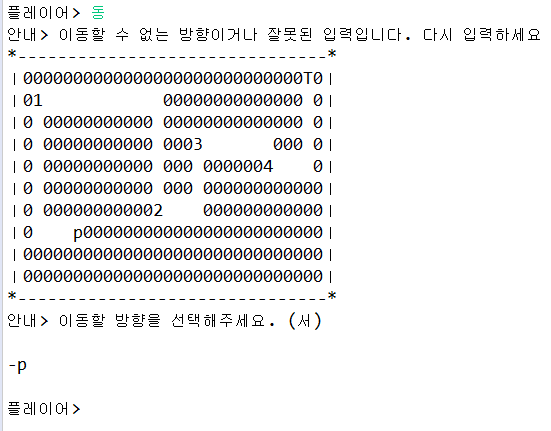 플레이어> 동
안내> 이동할 수 없는 방향이거나 잘못된 입력입니다. 다시 입력하세요
*-------------------------------*
|0000000000000000000000000000T0|
|01            00000000000000 0|
|0 00000000000 00000000000000 0|
|0 00000000000 0003       000 0|
|0 00000000000 000 0000004    0|
|0 00000000000 000 000000000000|
|0 000000000002    000000000000|
|0    p000000000000000000000000|
|000000000000000000000000000000|
|000000000000000000000000000000|
*-------------------------------*
안내> 이동할 방향을 선택해주세요. (서)
-p
플레이어>